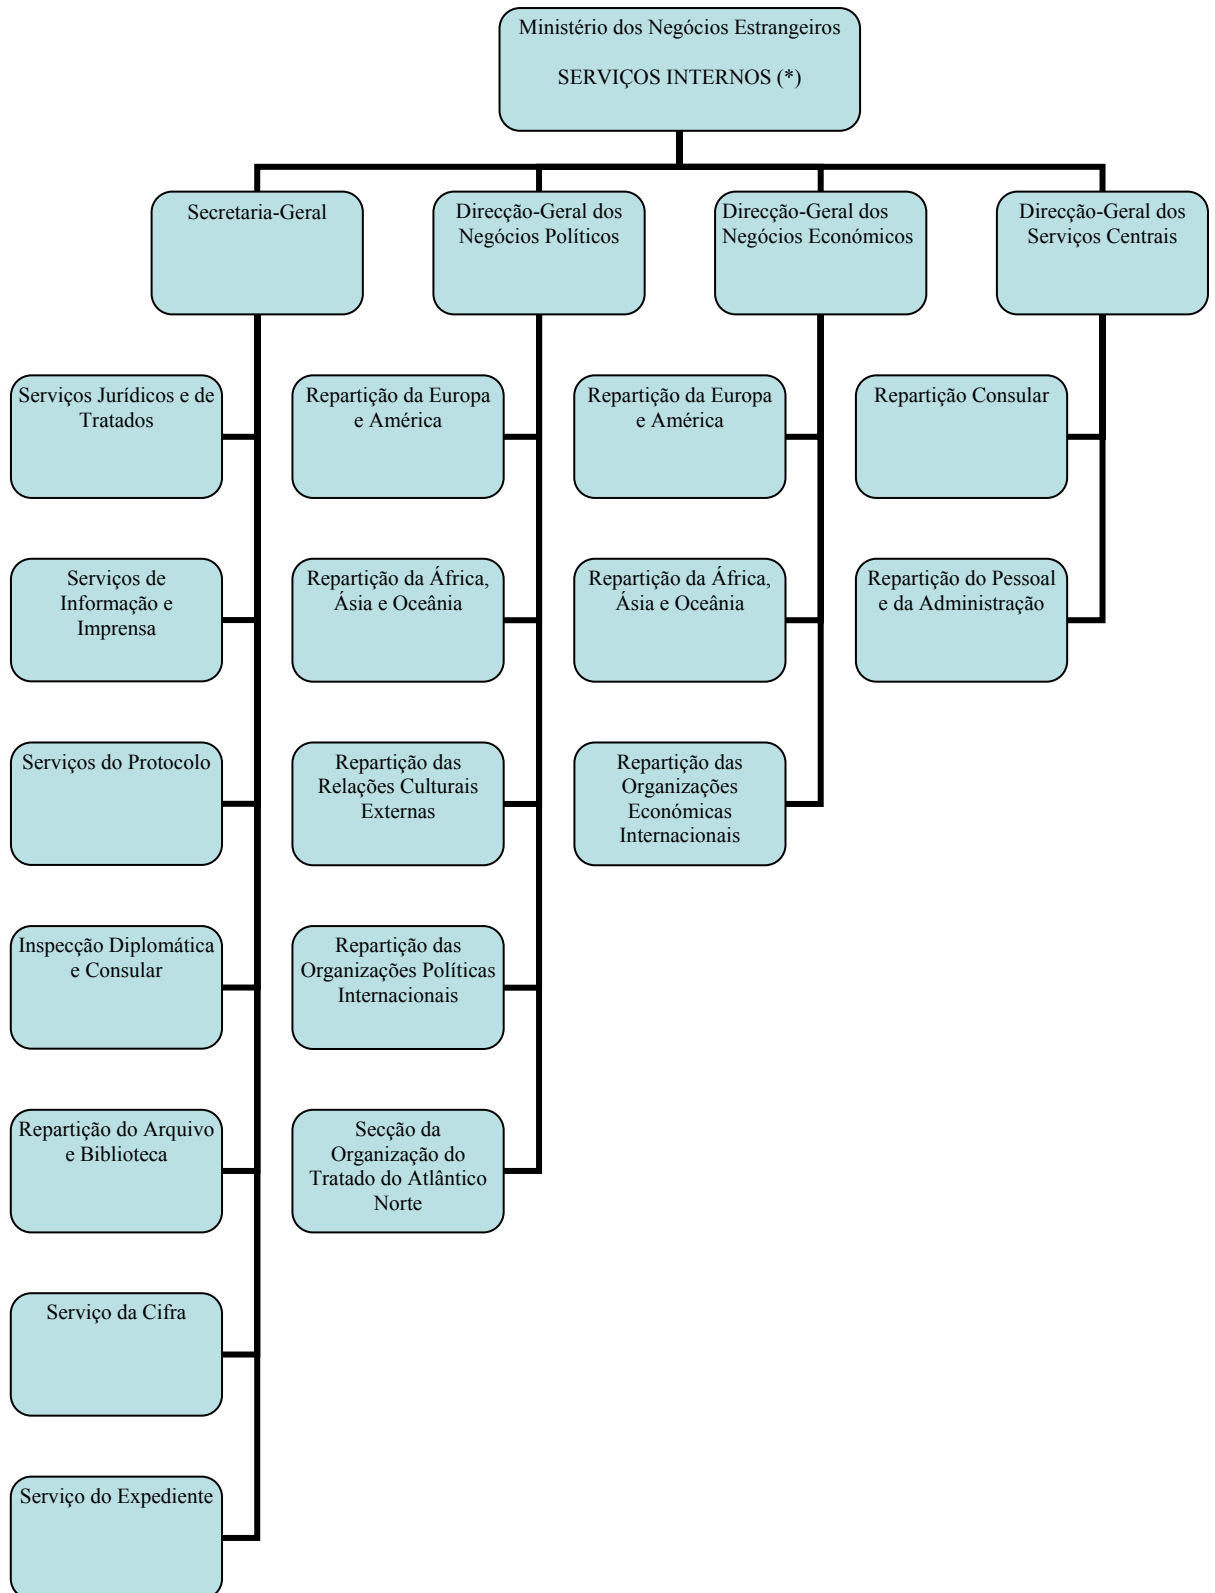 Ministério dos Negócios Estrangeiros
SERVIÇOS INTERNOS (*)
Secretaria-Geral
Direcção-Geral dos
Negócios Políticos
Direcção-Geral dos
Negócios Económicos
Direcção-Geral dos
Serviços Centrais
Serviços Jurídicos e de
Tratados
Repartição da Europa
e América
Repartição da Europa
e América
Repartição Consular
Serviços de
Informação e
Imprensa
Repartição da África,
Ásia e Oceânia
Repartição da África,
Ásia e Oceânia
Repartição do Pessoal
e da Administração
Serviços do Protocolo
Repartição das
Relações Culturais
Externas
Repartição das
Organizações
Económicas
Internacionais
Inspecção Diplomática
e Consular
Repartição das
Organizações Políticas
Internacionais
Repartição do Arquivo
e Biblioteca
Secção da
Organização do
Tratado do Atlântico
Norte
Serviço da Cifra
Serviço do Expediente